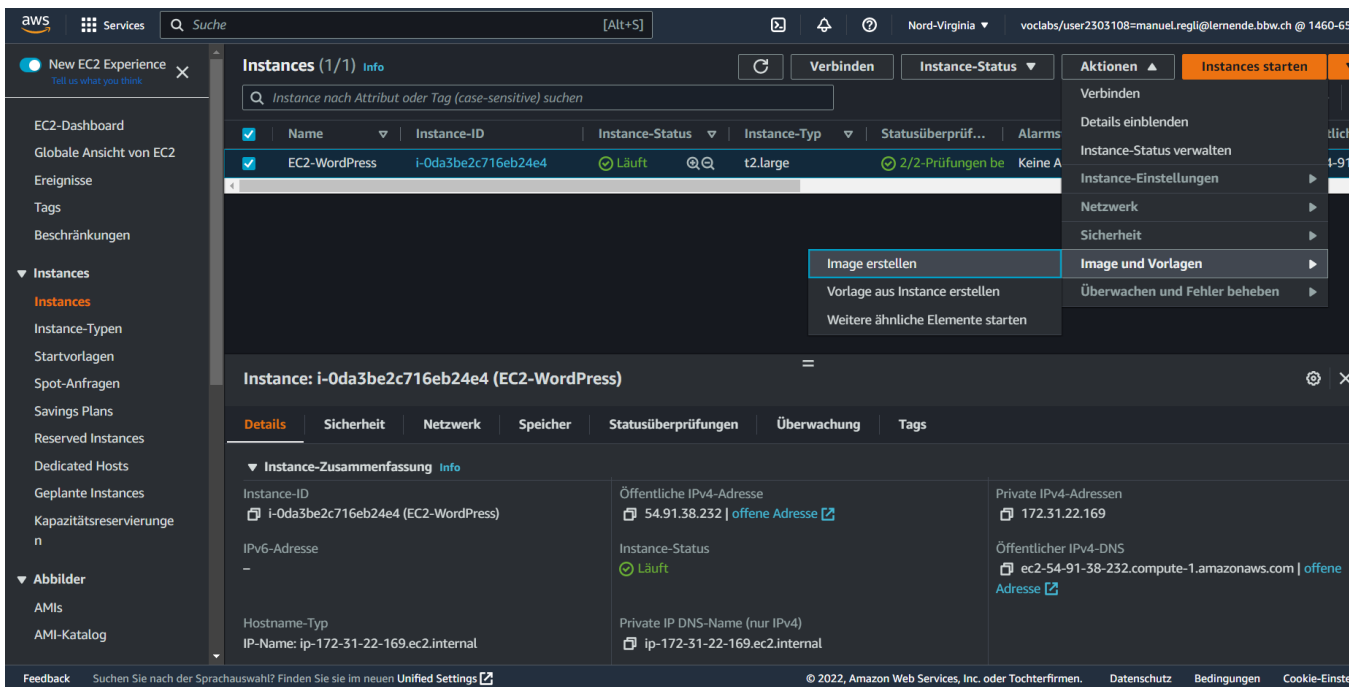 aws Services Suche [Alt+S] Nord-Virginia ▼ voclabs/user2303108=manuel.regli@lernende.bbw.ch @ 1460-65
New EC2 Experience
Tell us what you think
EC2-Dashboard
Globale Ansicht von EC2
Ereignisse
Tags
Beschränkungen
▼ Instances
Instances
Instance-Typen
Startvorlagen
Spot-Anfragen
Savings Plans
Reserved Instances
Dedicated Hosts
Geplante Instances
Kapazitätsreservierunge
n
▼ Abbilder
AMIs
AMI-Katalog
Instances (1/1) Info
Verbinden Instance-Status ▼ Aktionen ▲ Instances starten
Instance nach Attribut oder Tag (case-sensitive) suchen
Name Instance-ID Instance-Status Instance-Typ Statusüberprüf... Alarms
EC2-WordPress i-0da3be2c716eb24e4 Läuft t2.large 2/2-Prüfungen be Keine A
Verbinden
Details einblenden
Instance-Status verwalten
Instance-Einstellungen
Netzwerk
Sicherheit
Image und Vorlagen
Überwachen und Fehler beheben
Image erstellen
Vorlage aus Instance erstellen
Weitere ähnliche Elemente starten
Instance: i-0da3be2c716eb24e4 (EC2-WordPress)
Details Sicherheit Netzwerk Speicher Statusüberprüfungen Überwachung Tags
▼ Instance-Zusammenfassung Info
Instance-ID
i-0da3be2c716eb24e4 (EC2-WordPress)
Öffentliche IPv4-Adresse
54.91.38.232 | offene Adresse
Private IPv4-Adressen
172.31.22.169
IPv6-Adresse
–
Instance-Status
Läuft
Öffentlicher IPv4-DNS
ec2-54-91-38-232.compute-1.amazonaws.com | offene
Adresse
Hostname-Typ
IP-Name: ip-172-31-22-169.ec2.internal
Private IP DNS-Name (nur IPv4)
ip-172-31-22-169.ec2.internal
Feedback Suchen Sie nach der Sprachauswahl? Finden Sie sie im neuen Unified Settings © 2022, Amazon Web Services, Inc. oder Tochterfirmen. Datenschutz Bedingungen Cookie-Einste